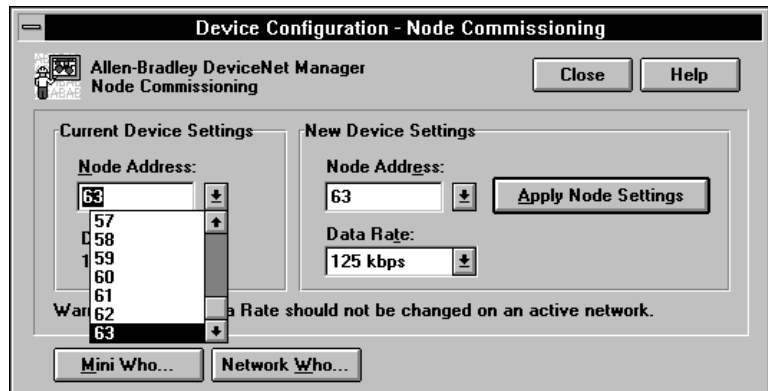 Device Configuration - Node Commissioning
Allen-Bradley DeviceNet Manager
Node Commissioning
Close
Help
Current Device Settings
Node Address:
63
57
58
59
60
61
62
63
New Device Settings
Node Address:
63
Apply Node Settings
Data Rate:
125 kbps
Rate should not be changed on an active network.
Mini Who...
Network Who...